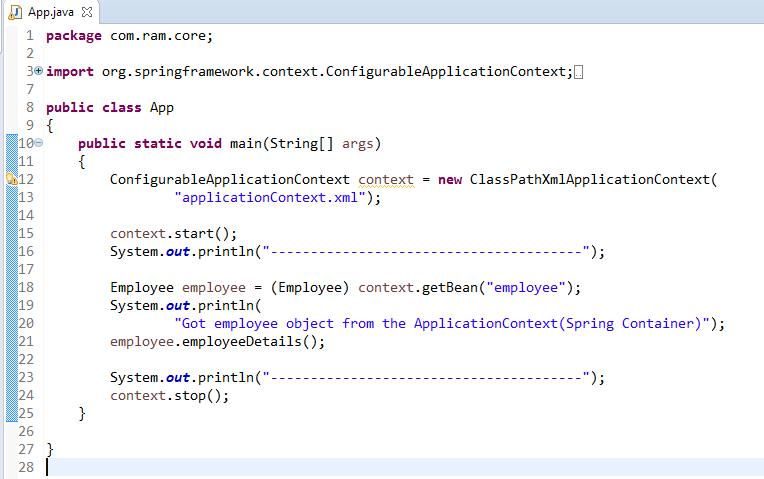 App.java
1 package com.ram.core;
2
3 import org.springframework.context.ConfigurableApplicationContext;
7
8 public class App
9 {
10     public static void main(String[] args)
11     {
12         ConfigurableApplicationContext context = new ClassPathXmlApplicationContext(
13                 "applicationContext.xml");
14
15         context.start();
16         System.out.println("---------------------------------------");
17
18         Employee employee = (Employee) context.getBean("employee");
19         System.out.println(
20                 "Got employee object from the ApplicationContext(Spring Container)");
21         employee.employeeDetails();
22
23         System.out.println("---------------------------------------");
24         context.stop();
25     }
26
27 }
28